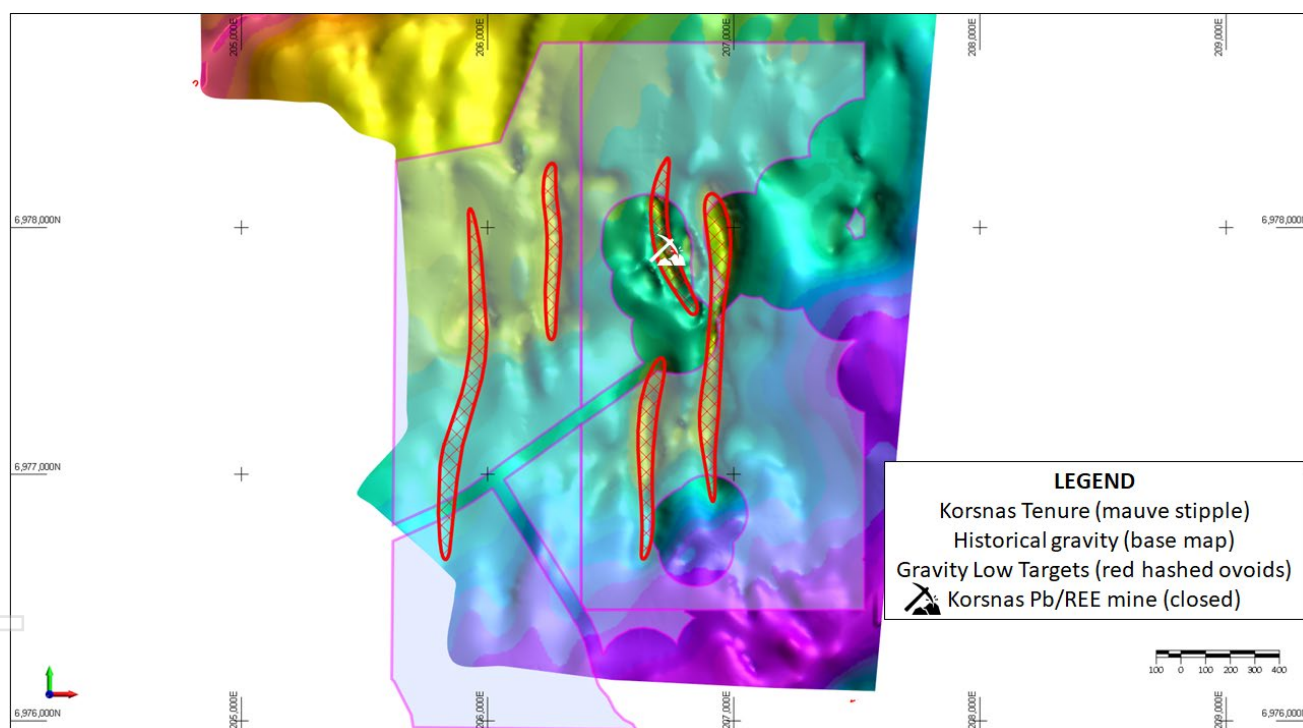 205,000E
206,000E
207,000E
208,000E
209,000E
6,978,000N
6,978,000N
6,977,000N
LEGEND
Korsnas Tenure (mauve stipple)
Historical gravity (base map)
Gravity Low Targets (red hashed ovoids)
Korsnas Pb/REE mine (closed)
100 0 100 200 300 400
6,976,000N
205,000E
206,000E
207,000E
208,000E
209,000E
6,976,000N